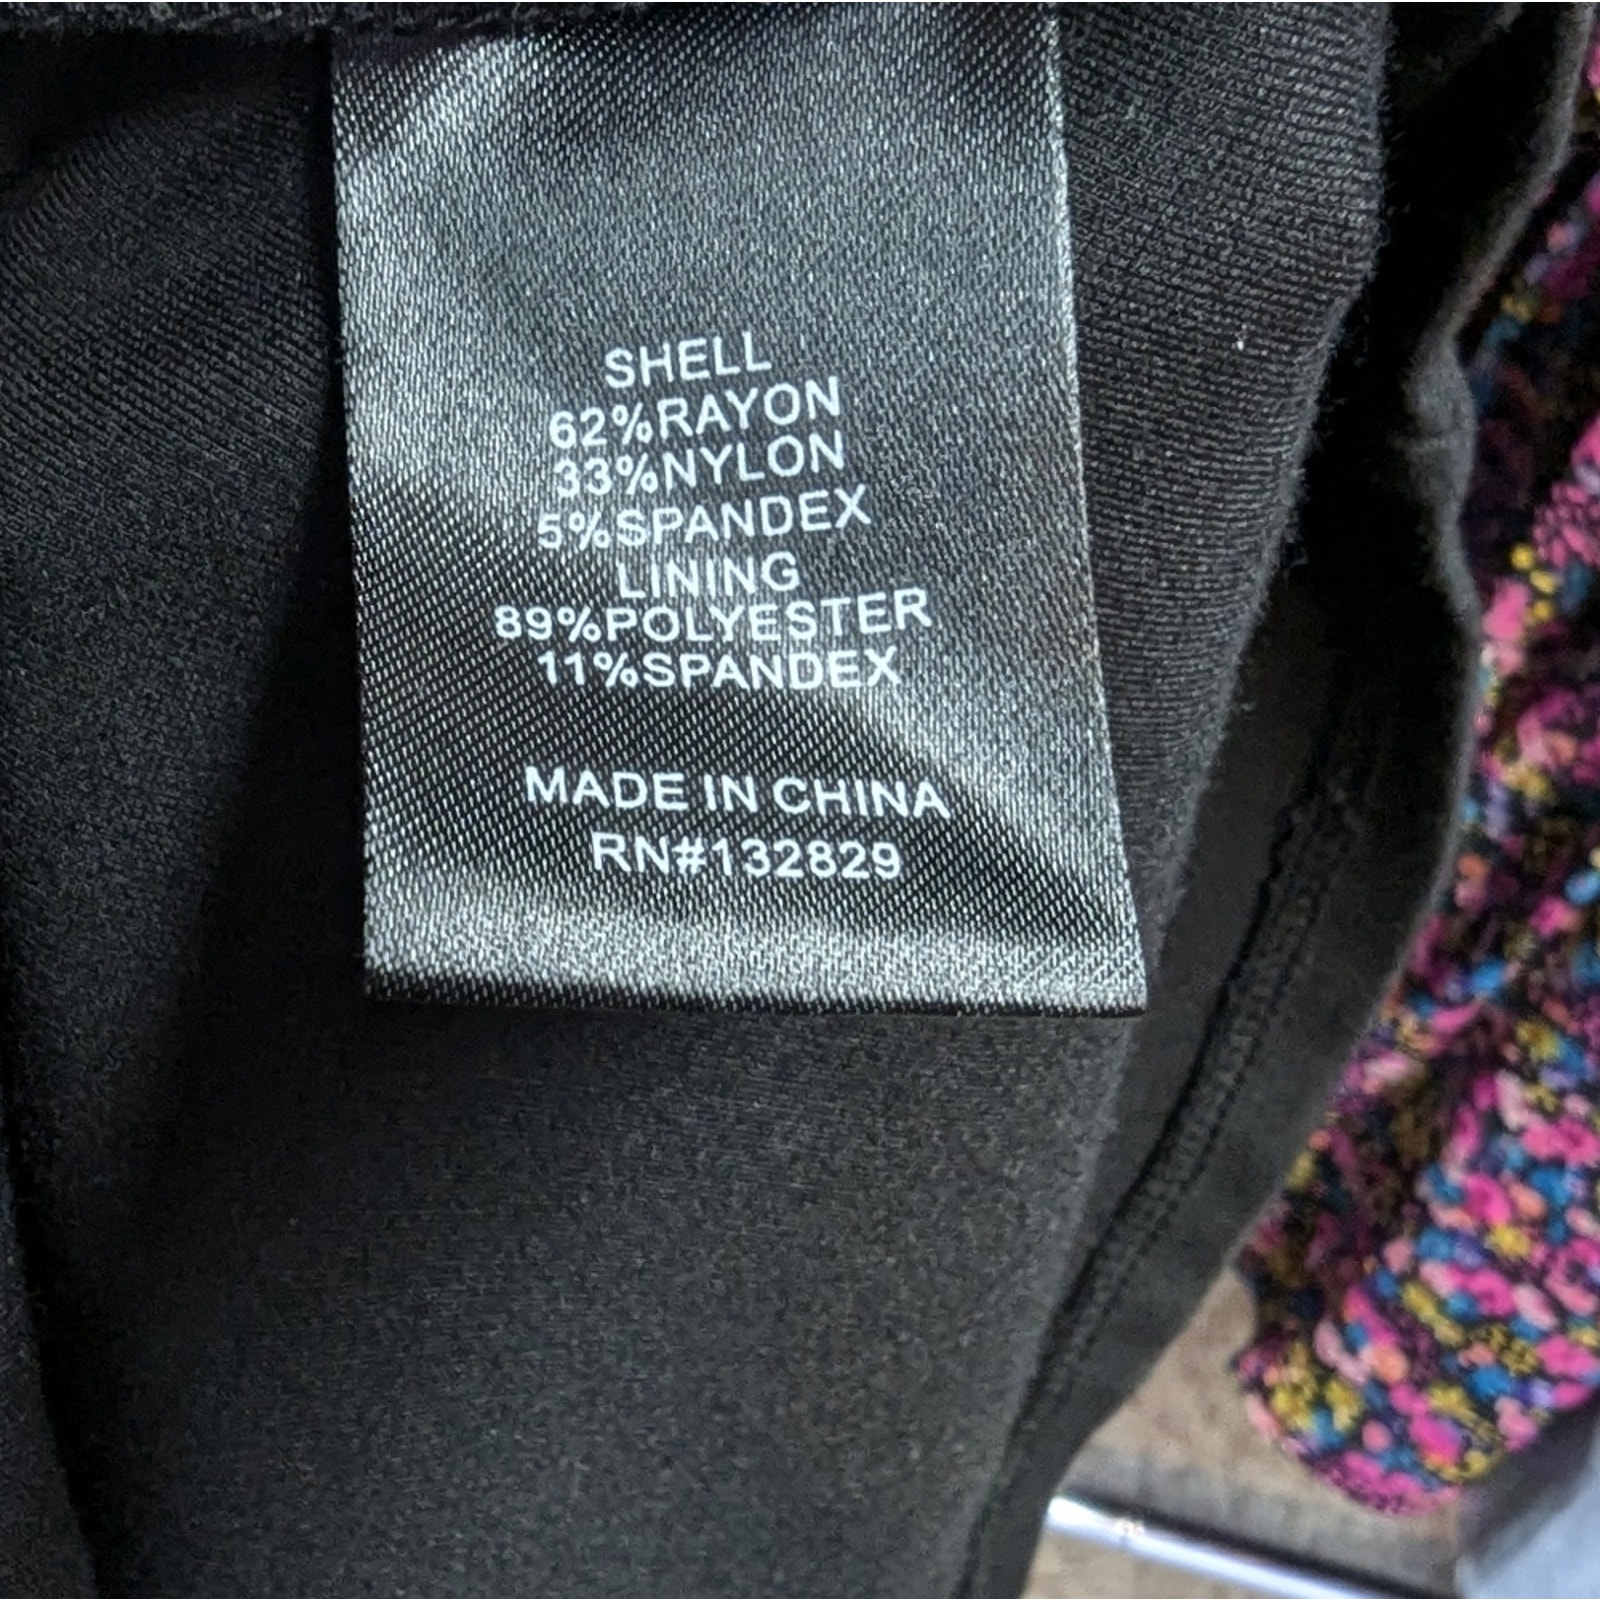 SHELL
62%RAYON
33%NYLON
5%SPANDEX
LINING
89%POLYESTER
11%SPANDEX
MADE IN CHINA
RN#132829